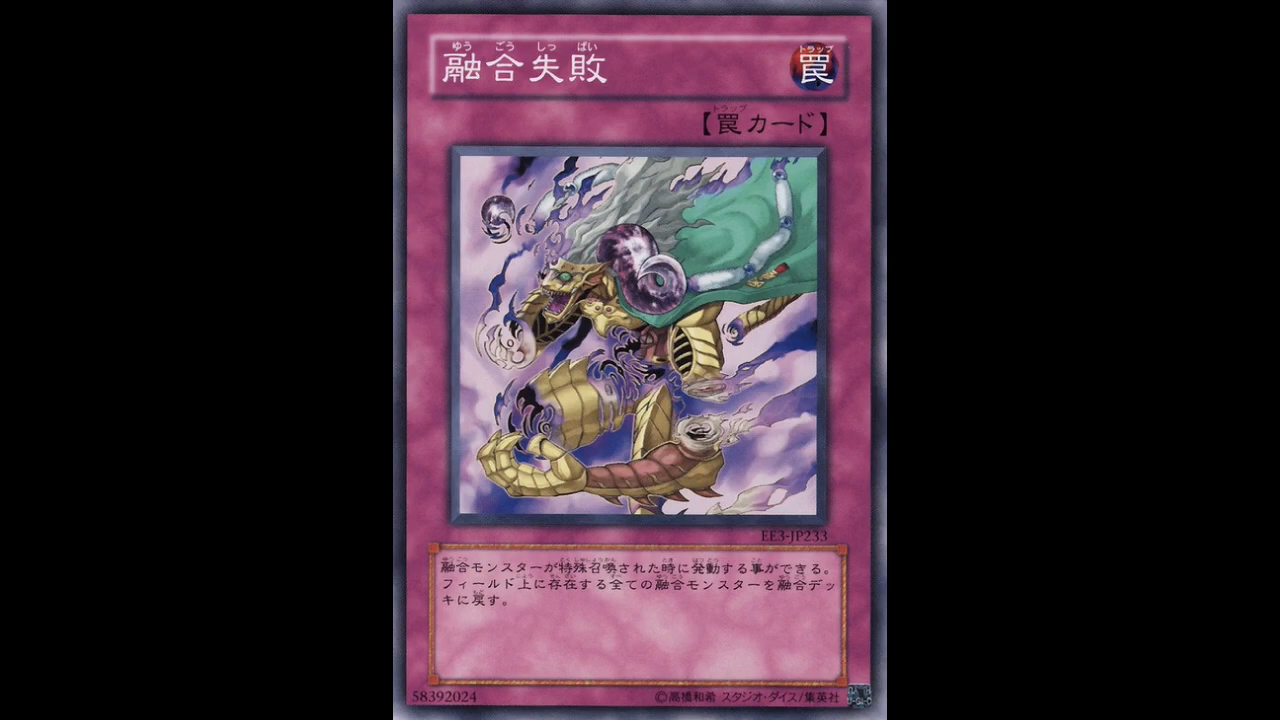 ゆう ごう しっ ぱい
融合失敗
トラップ
罠
トラップ
【罠カード】
EE3-JP233
融合モンスターが特殊召喚された時に発動する事ができる。
フィールド上に存在する全ての融合モンスターを融合デッ
キに戻す。
58392024
©高橋和希 スタジオ・ダイス/集英社